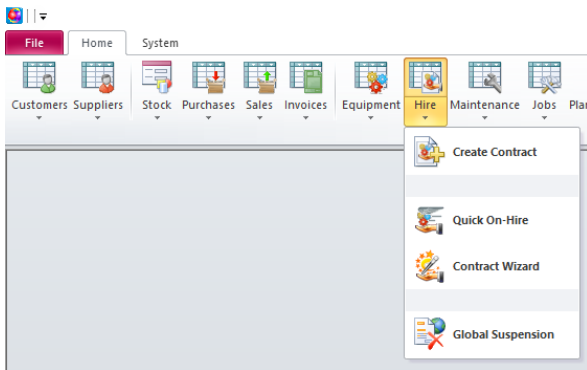 File Home System
Customers Suppliers Stock Purchases Sales Invoices Equipment Hire Maintenance Jobs
Create Contract
Quick On-Hire
Contract Wizard
Global Suspension